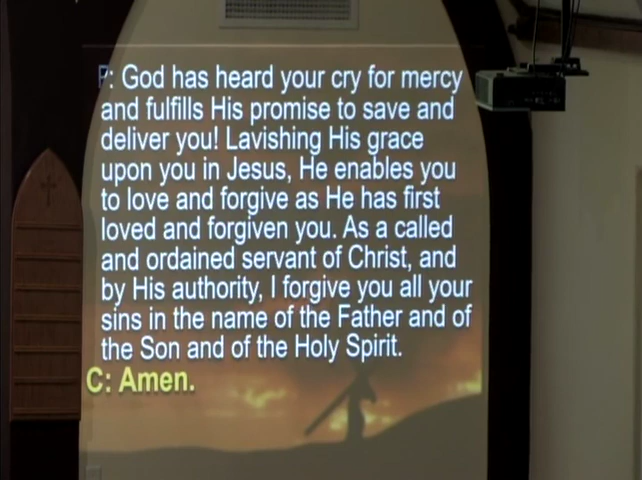 P: God has heard your cry for mercy
and fulfills His promise to save and
deliver you! Lavishing His grace
upon you in Jesus, He enables you
to love and forgive as He has first
loved and forgiven you. As a called
and ordained servant of Christ, and
by His authority, I forgive you all your
sins in the name of the Father and of
the Son and of the Holy Spirit.
C: Amen.